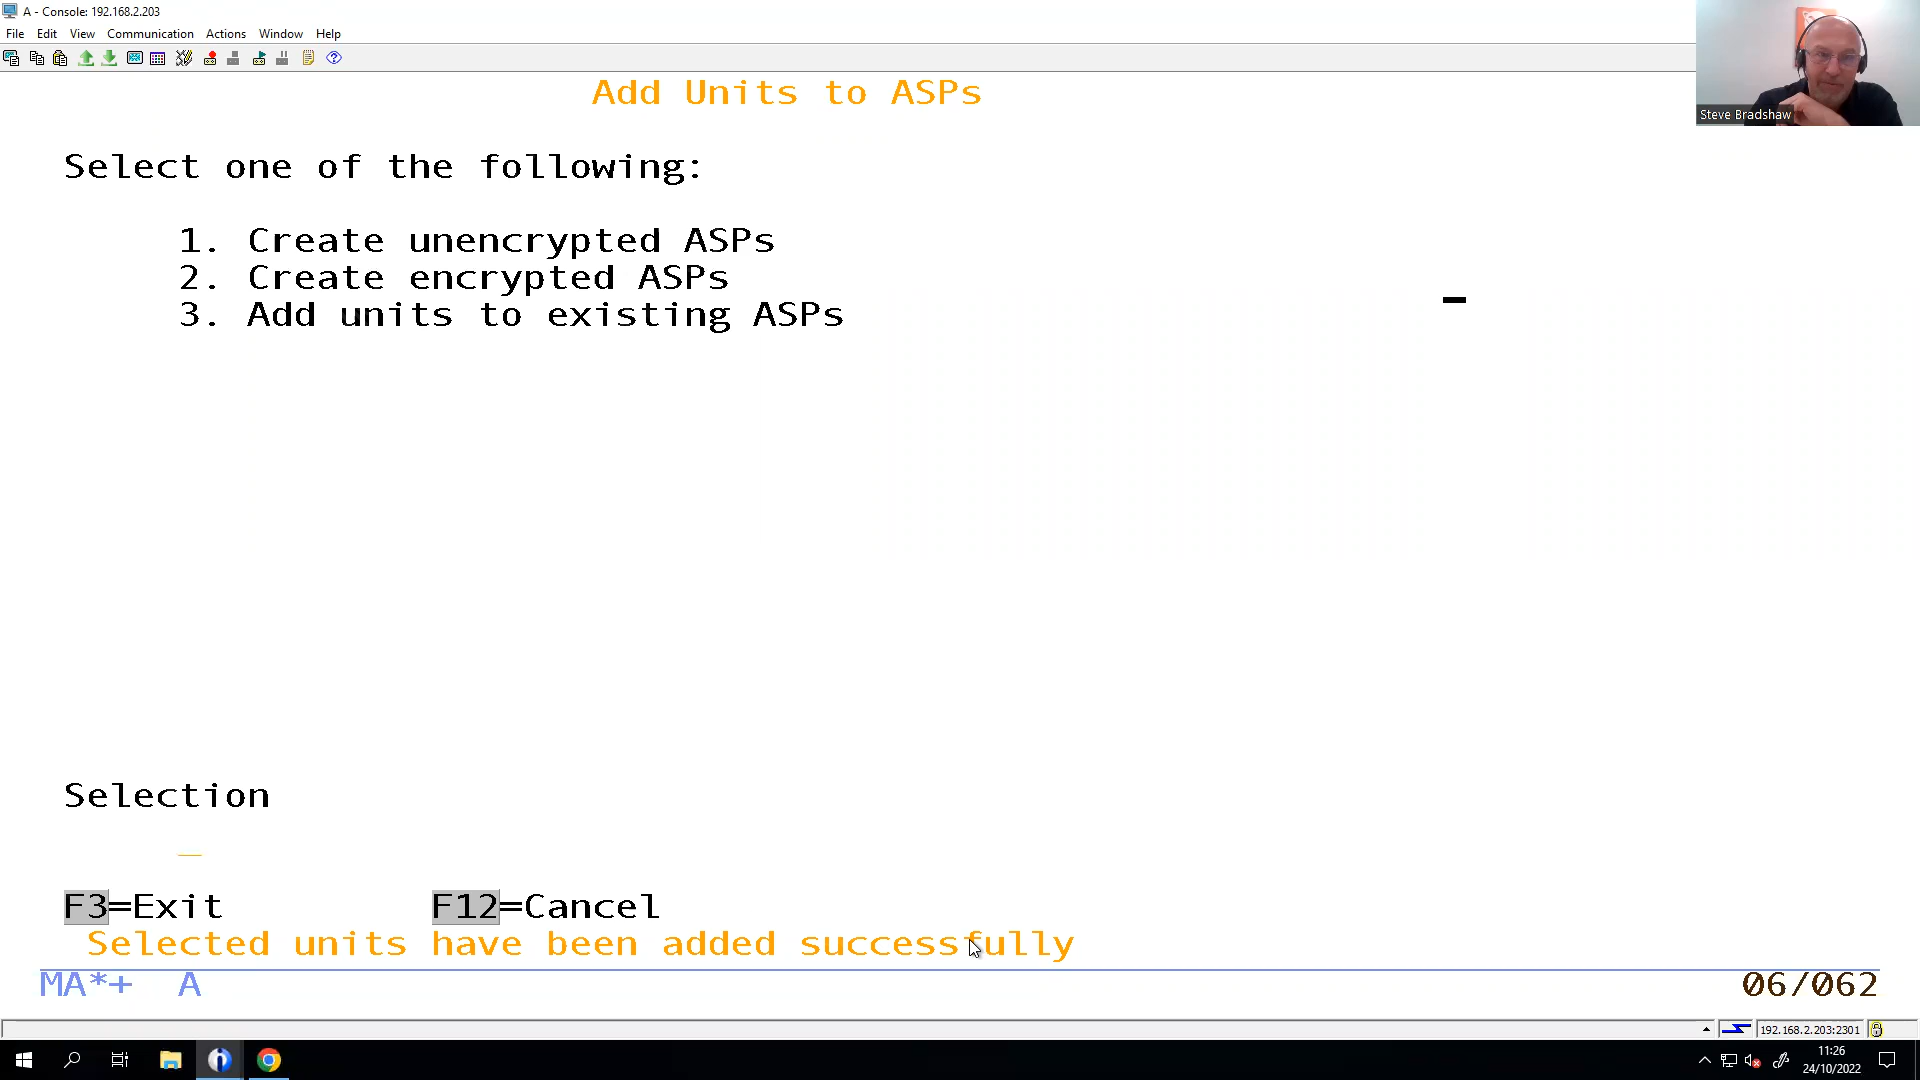 A - Console: 192.168.2.203
File Edit View Communication Actions Window Help
Add Units to ASPs
Steve Bradshaw
Select one of the following:
1. Create unencrypted ASPs
2. Create encrypted ASPs
3. Add units to existing ASPs
Selection
F3=Exit F12=Cancel
Selected units have been added successfully
MA*+ A 06/062
192.168.2.203:2301
11:26
24/10/2022